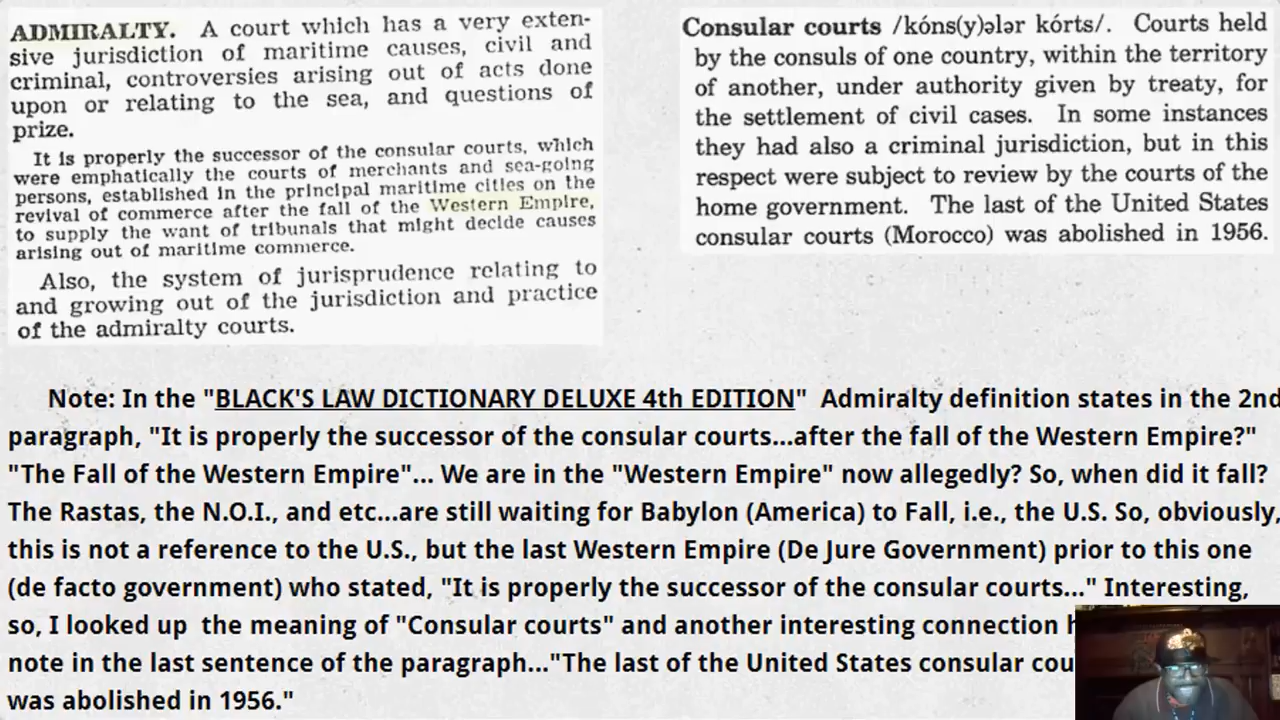 ADMIRALTY. A court which has a very exten-
sive jurisdiction of maritime causes, civil and
criminal, controversies arising out of acts done
upon or relating to the sea, and questions of
prize.
It is properly the successor of the consular courts, which
were emphatically the courts of merchants and sea-going
persons, established in the principal maritime cities on the
revival of commerce after the fall of the Western Empire,
to supply the want of tribunals that might decide causes
arising out of maritime commerce.
Also, the system of jurisprudence relating to
and growing out of the jurisdiction and practice
of the admiralty courts.
Consular courts /kóns(y)ələr kórts/. Courts held
by the consuls of one country, within the territory
of another, under authority given by treaty, for
the settlement of civil cases. In some instances
they had also a criminal jurisdiction, but in this
respect were subject to review by the courts of the
home government. The last of the United States
consular courts (Morocco) was abolished in 1956.
Note: In the "BLACK'S LAW DICTIONARY DELUXE 4th EDITION" Admiralty definition states in the 2nd
paragraph, "It is properly the successor of the consular courts...after the fall of the Western Empire?"
"The Fall of the Western Empire"... We are in the "Western Empire" now allegedly? So, when did it fall?
The Rastas, the N.O.I., and etc...are still waiting for Babylon (America) to Fall, i.e., the U.S. So, obviously,
this is not a reference to the U.S., but the last Western Empire (De Jure Government) prior to this one
(de facto government) who stated, "It is properly the successor of the consular courts..." Interesting,
so, I looked up the meaning of "Consular courts" and another interesting connection
note in the last sentence of the paragraph..."The last of the United States consular
was abolished in 1956."